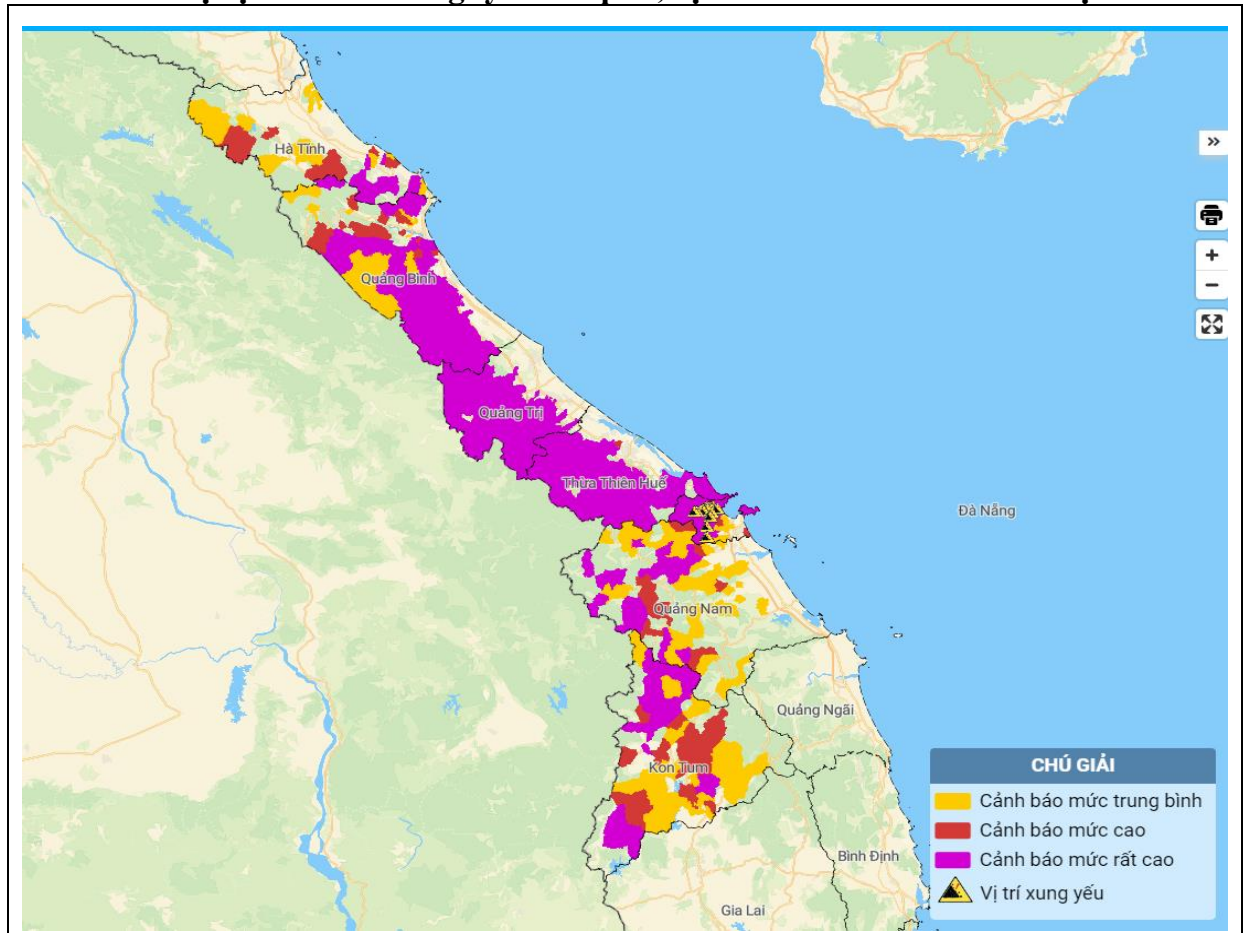 Hà Tĩnh
Quảng Bình
Quảng Trị
Thừa Thiên Huế
Đà Nẵng
Quảng Nam
Quảng Ngãi
Kon Tum
Bình Định
Gia Lai
»
+
−
CHÚ GIẢI
Cảnh báo mức trung bình
Cảnh báo mức cao
Cảnh báo mức rất cao
Vị trí xung yếu